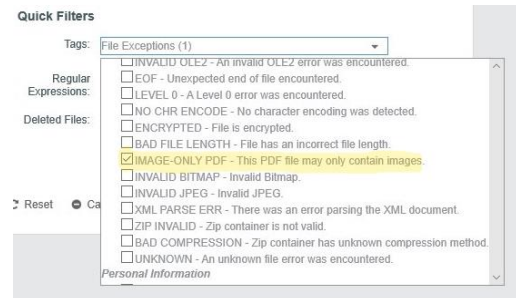 Quick Filters
Tags: File Exceptions (1)
INVALID OLE2 - An invalid OLE2 error was encountered.
Regular Expressions:
EOF - Unexpected end of file encountered.
LEVEL 0 - A Level 0 error was encountered.
NO CHR ENCODE - No character encoding was detected.
Deleted Files:
ENCRYPTED - File is encrypted.
BAD FILE LENGTH - File has an incorrect file length.
IMAGE-ONLY PDF - This PDF file may only contain images.
INVALID BITMAP - Invalid Bitmap.
INVALID JPEG - Invalid JPEG.
Reset Ca
XML PARSE ERR - There was an error parsing the XML document.
ZIP INVALID - Zip container is not valid.
BAD COMPRESSION - Zip container has unknown compression method.
UNKNOWN - An unknown file error was encountered.
Personal Information